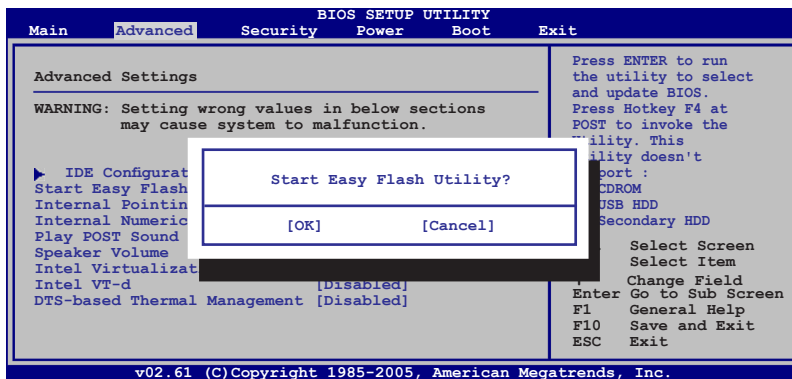 BIOS SETUP UTILITY
Main Advanced Security Power Boot Exit
Advanced Settings
WARNING: Setting wrong values in below sections
may cause system to malfunction.
IDE Configurat
Start Easy Flash
Internal Pointin
Internal Numeric
Play POST Sound
Speaker Volume
Intel Virtualizat
Intel VT-d [Disabled]
DTS-based Thermal Management [Disabled]
Start Easy Flash Utility?
[OK] [Cancel]
Press ENTER to run
the utility to select
and update BIOS.
Press Hotkey F4 at
POST to invoke the
tility. This
ility doesn't
port :
CDROM
USB HDD
Secondary HDD
Select Screen
Select Item
Change Field
Enter Go to Sub Screen
F1 General Help
F10 Save and Exit
ESC Exit
v02.61 (C)Copyright 1985-2005, American Megatrends, Inc.